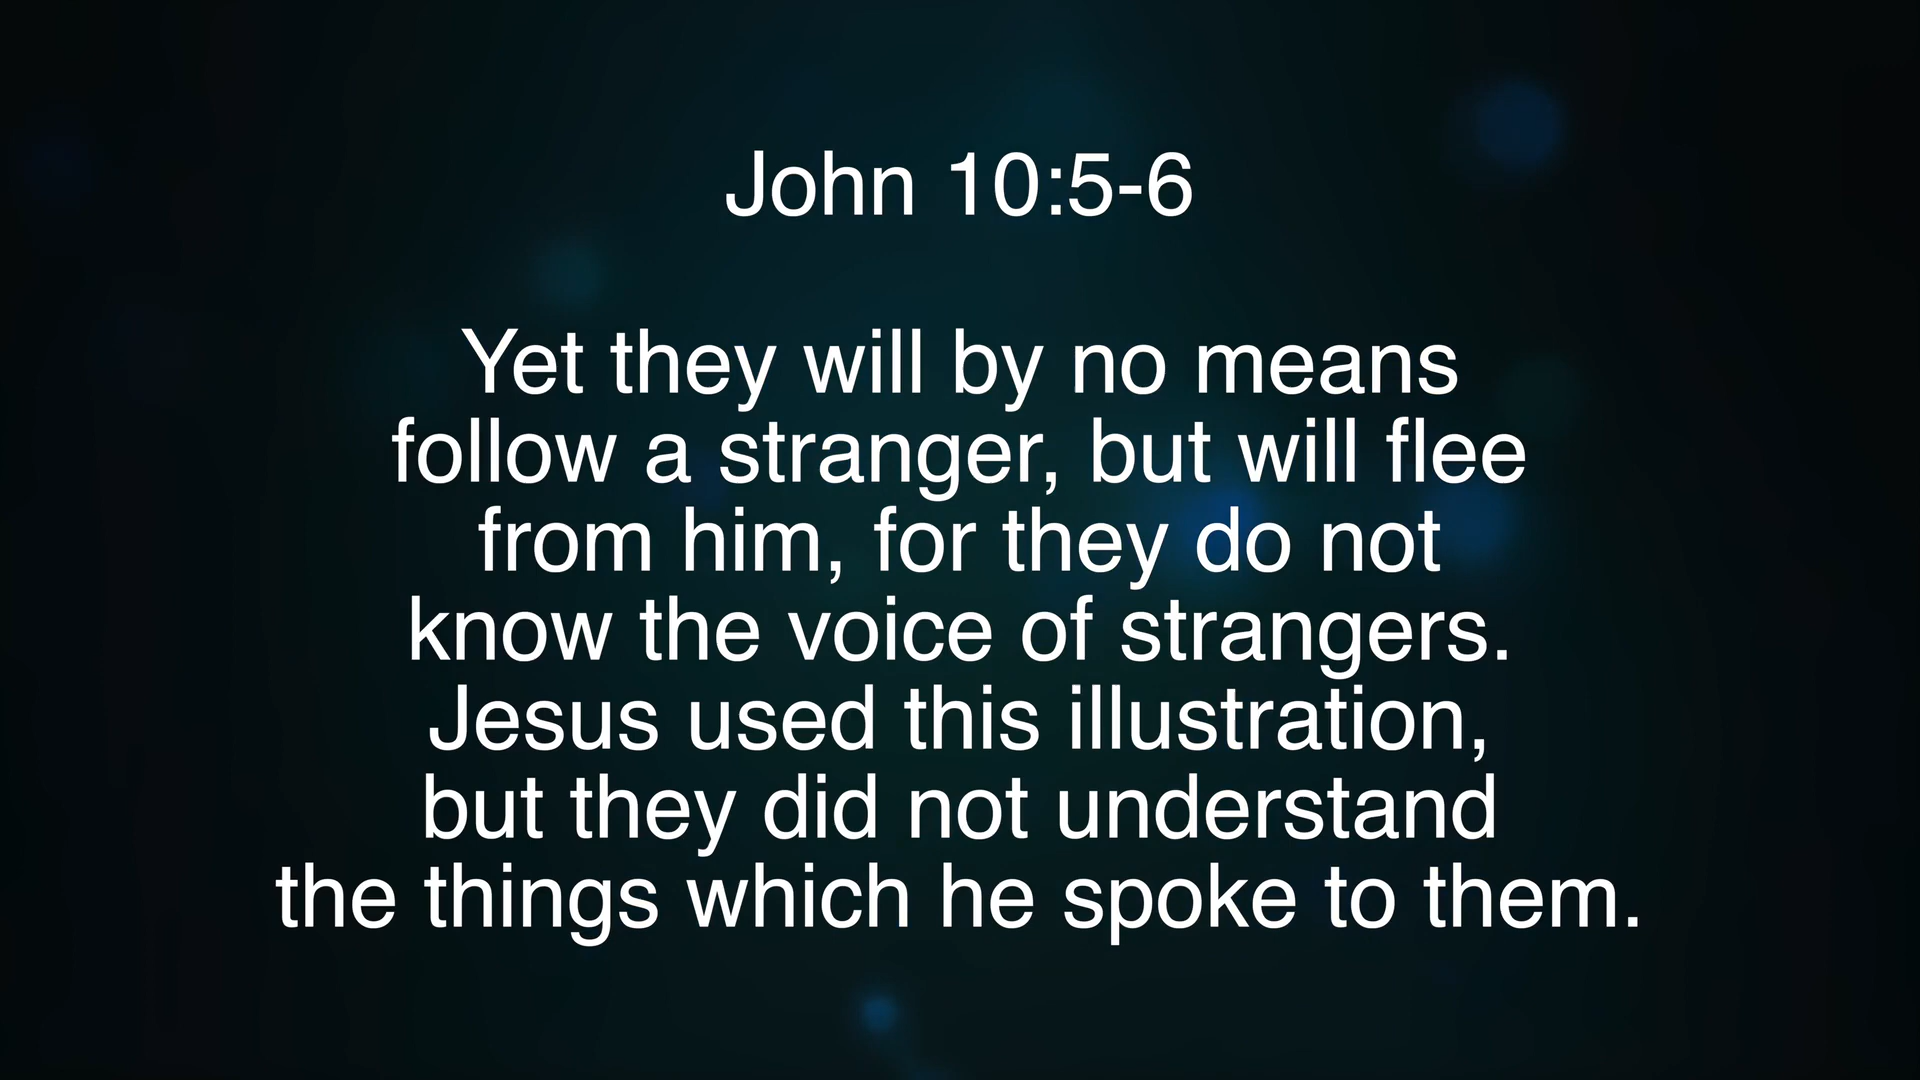 John 10:5-6
Yet they will by no means
follow a stranger, but will flee
from him, for they do not
know the voice of strangers.
Jesus used this illustration,
but they did not understand
the things which he spoke to them.